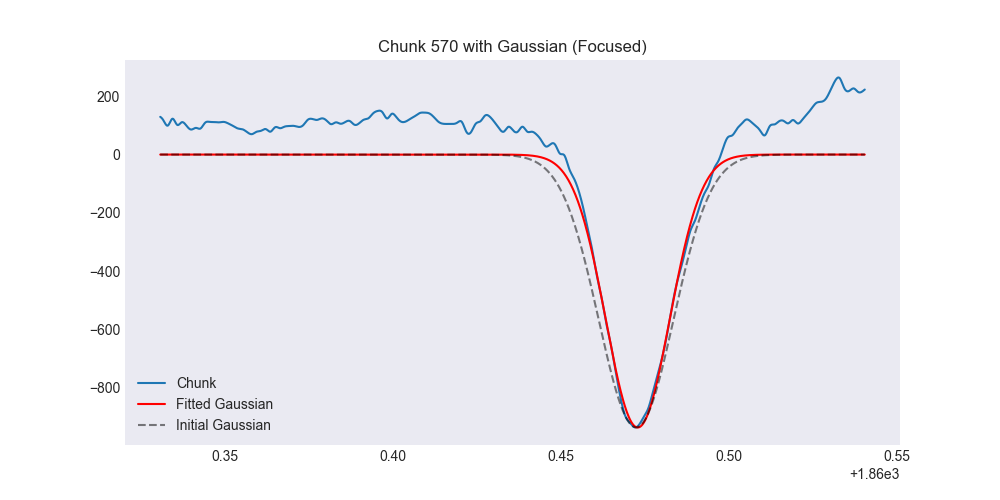 Chunk 570 with Gaussian (Focused)
200
0
−200
−400
−600
−800
Chunk
Fitted Gaussian
Initial Gaussian
0.35 0.40 0.45 0.50 0.55
+1.86e3